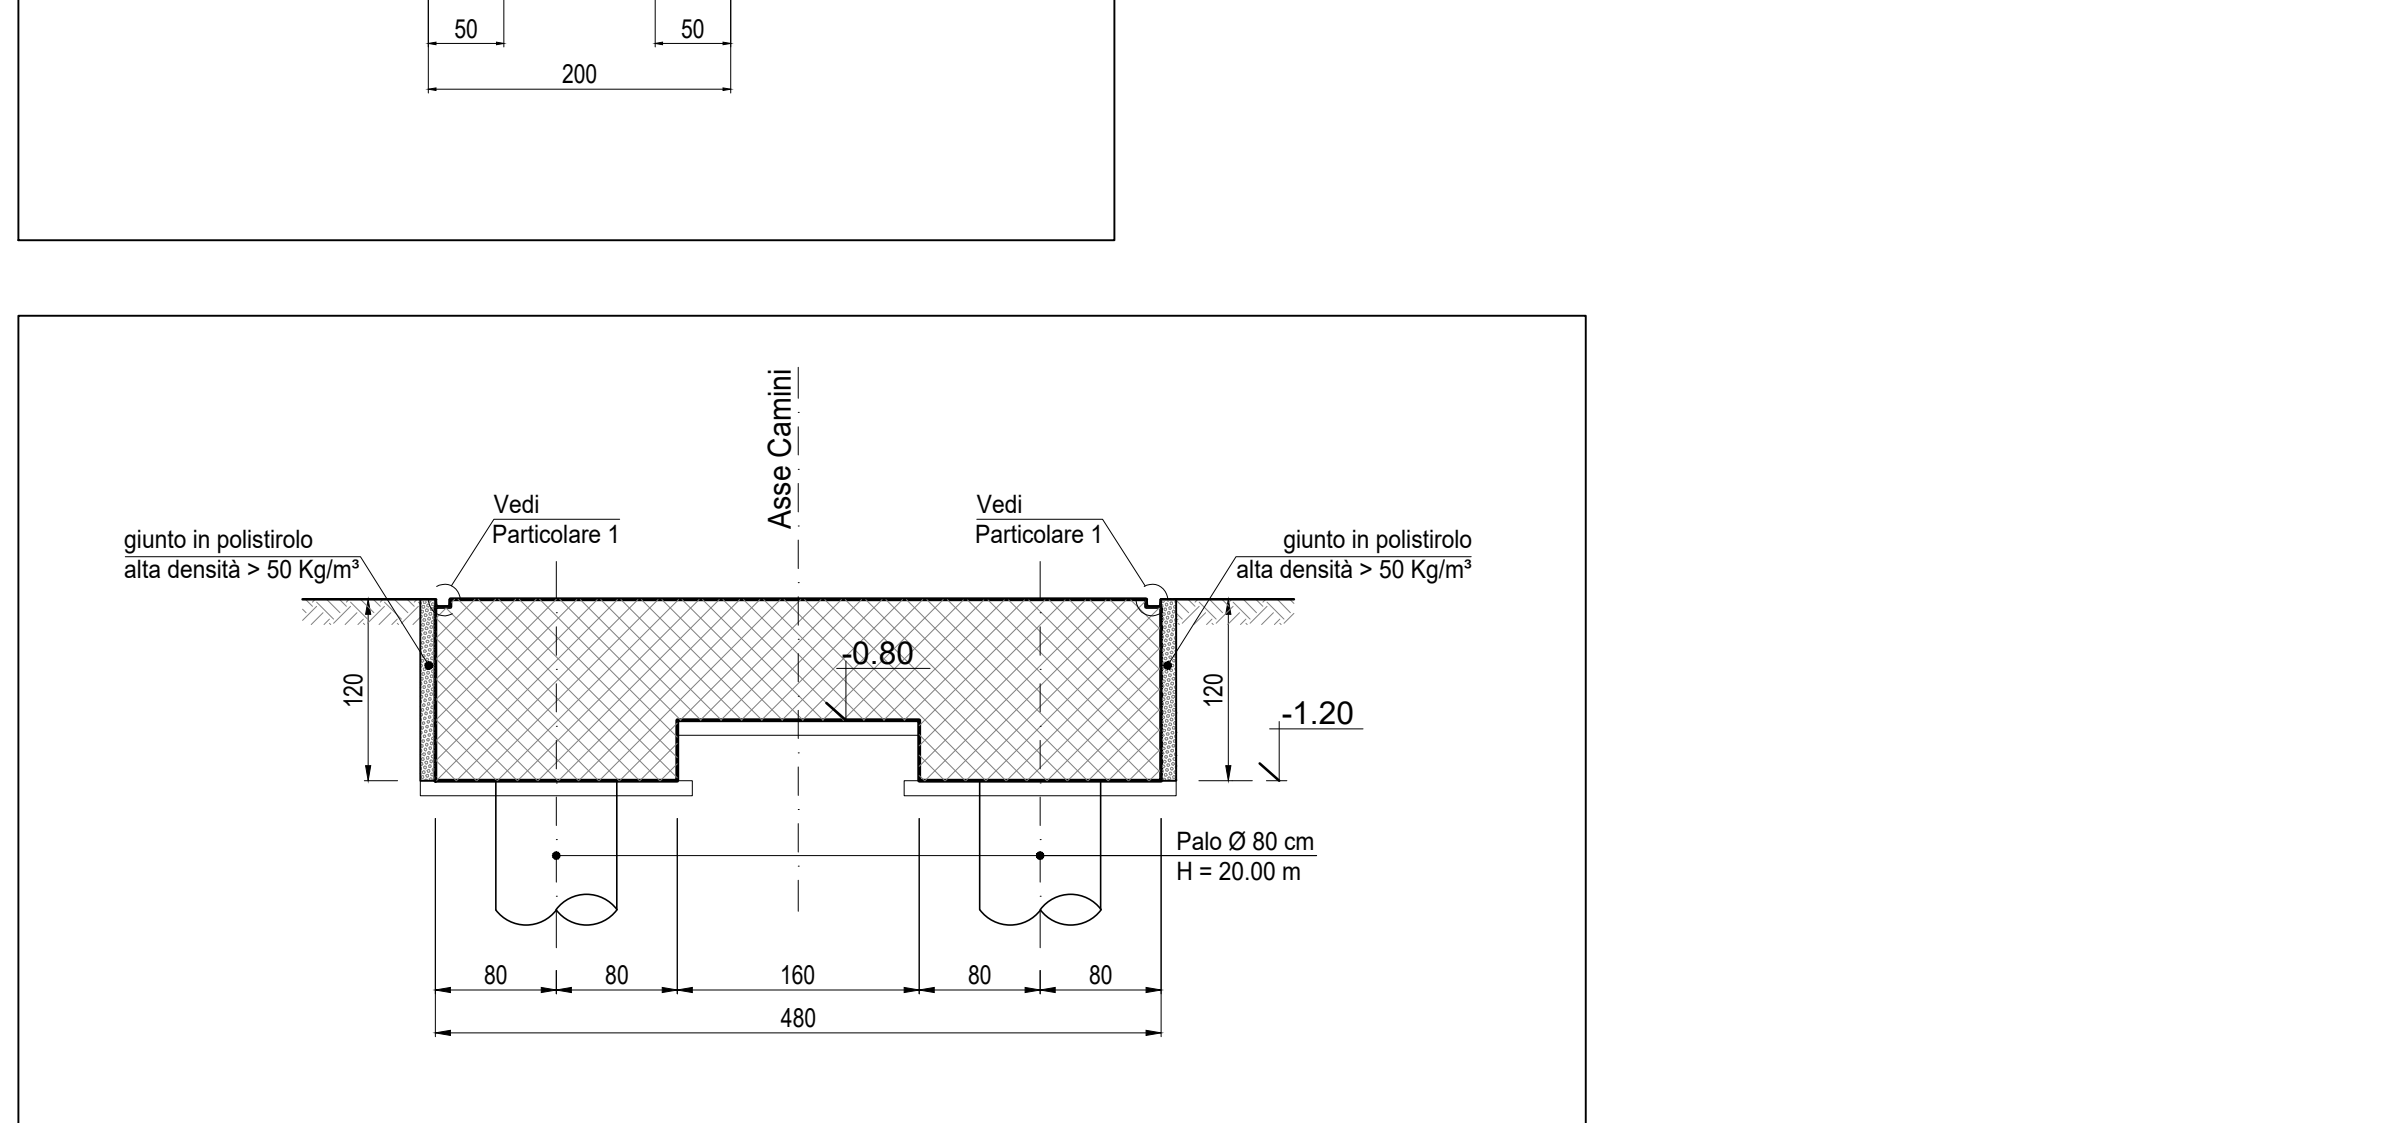 50
50
200
Asse Camini
Vedi
Particolare 1
Vedi
Particolare 1
giunto in polistirolo
alta densità > 50 Kg/m³
giunto in polistirolo
alta densità > 50 Kg/m³
-0.80
120
120
-1.20
Palo Ø 80 cm
H = 20.00 m
80
80
160
80
80
480